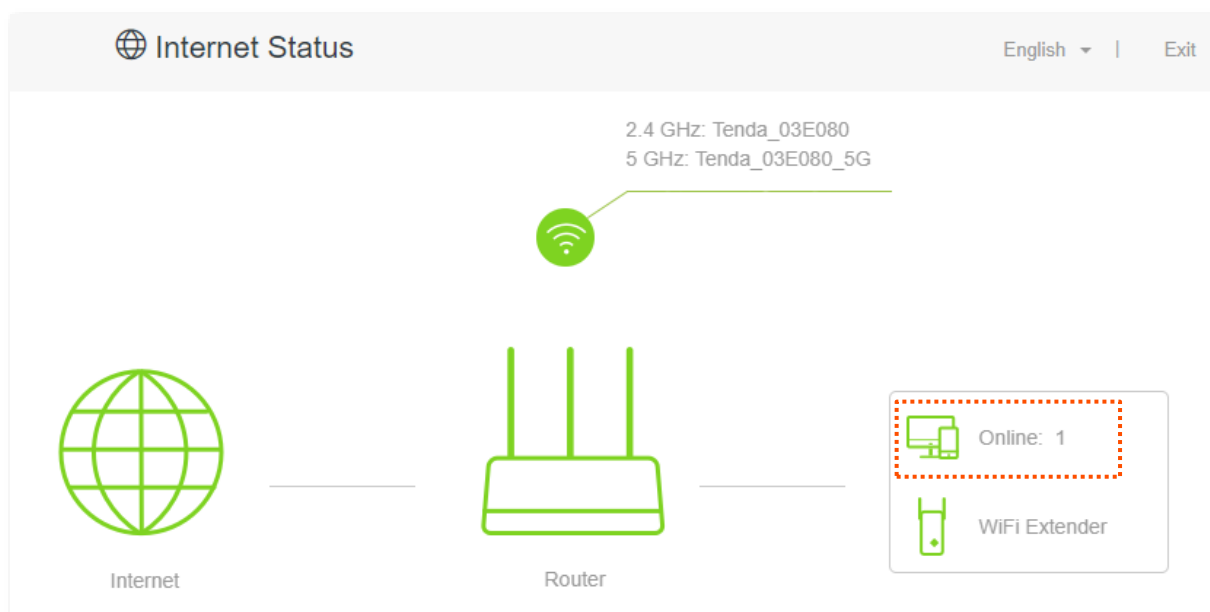 Internet Status
English |
Exit
2.4 GHz: Tenda_03E080
5 GHz: Tenda_03E080_5G
Online: 1
WiFi Extender
Internet
Router